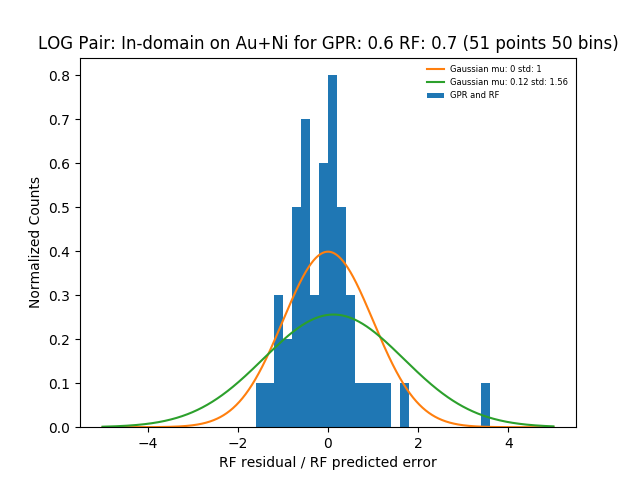 LOG Pair: In-domain on Au+Ni for GPR: 0.6 RF: 0.7 (51 points 50 bins)
Gaussian mu: 0 std: 1
Gaussian mu: 0.12 std: 1.56
GPR and RF
Normalized Counts
0.8
0.7
0.6
0.5
0.4
0.3
0.2
0.1
0.0
−4 −2 0 2 4
RF residual / RF predicted error